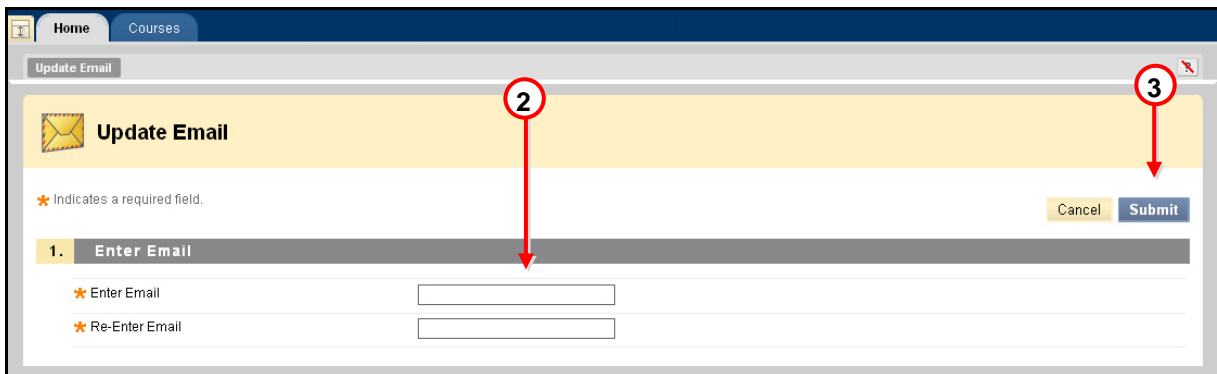 Home Courses
Update Email
2
3
Update Email
* Indicates a required field.
Cancel Submit
1. Enter Email
* Enter Email
* Re-Enter Email